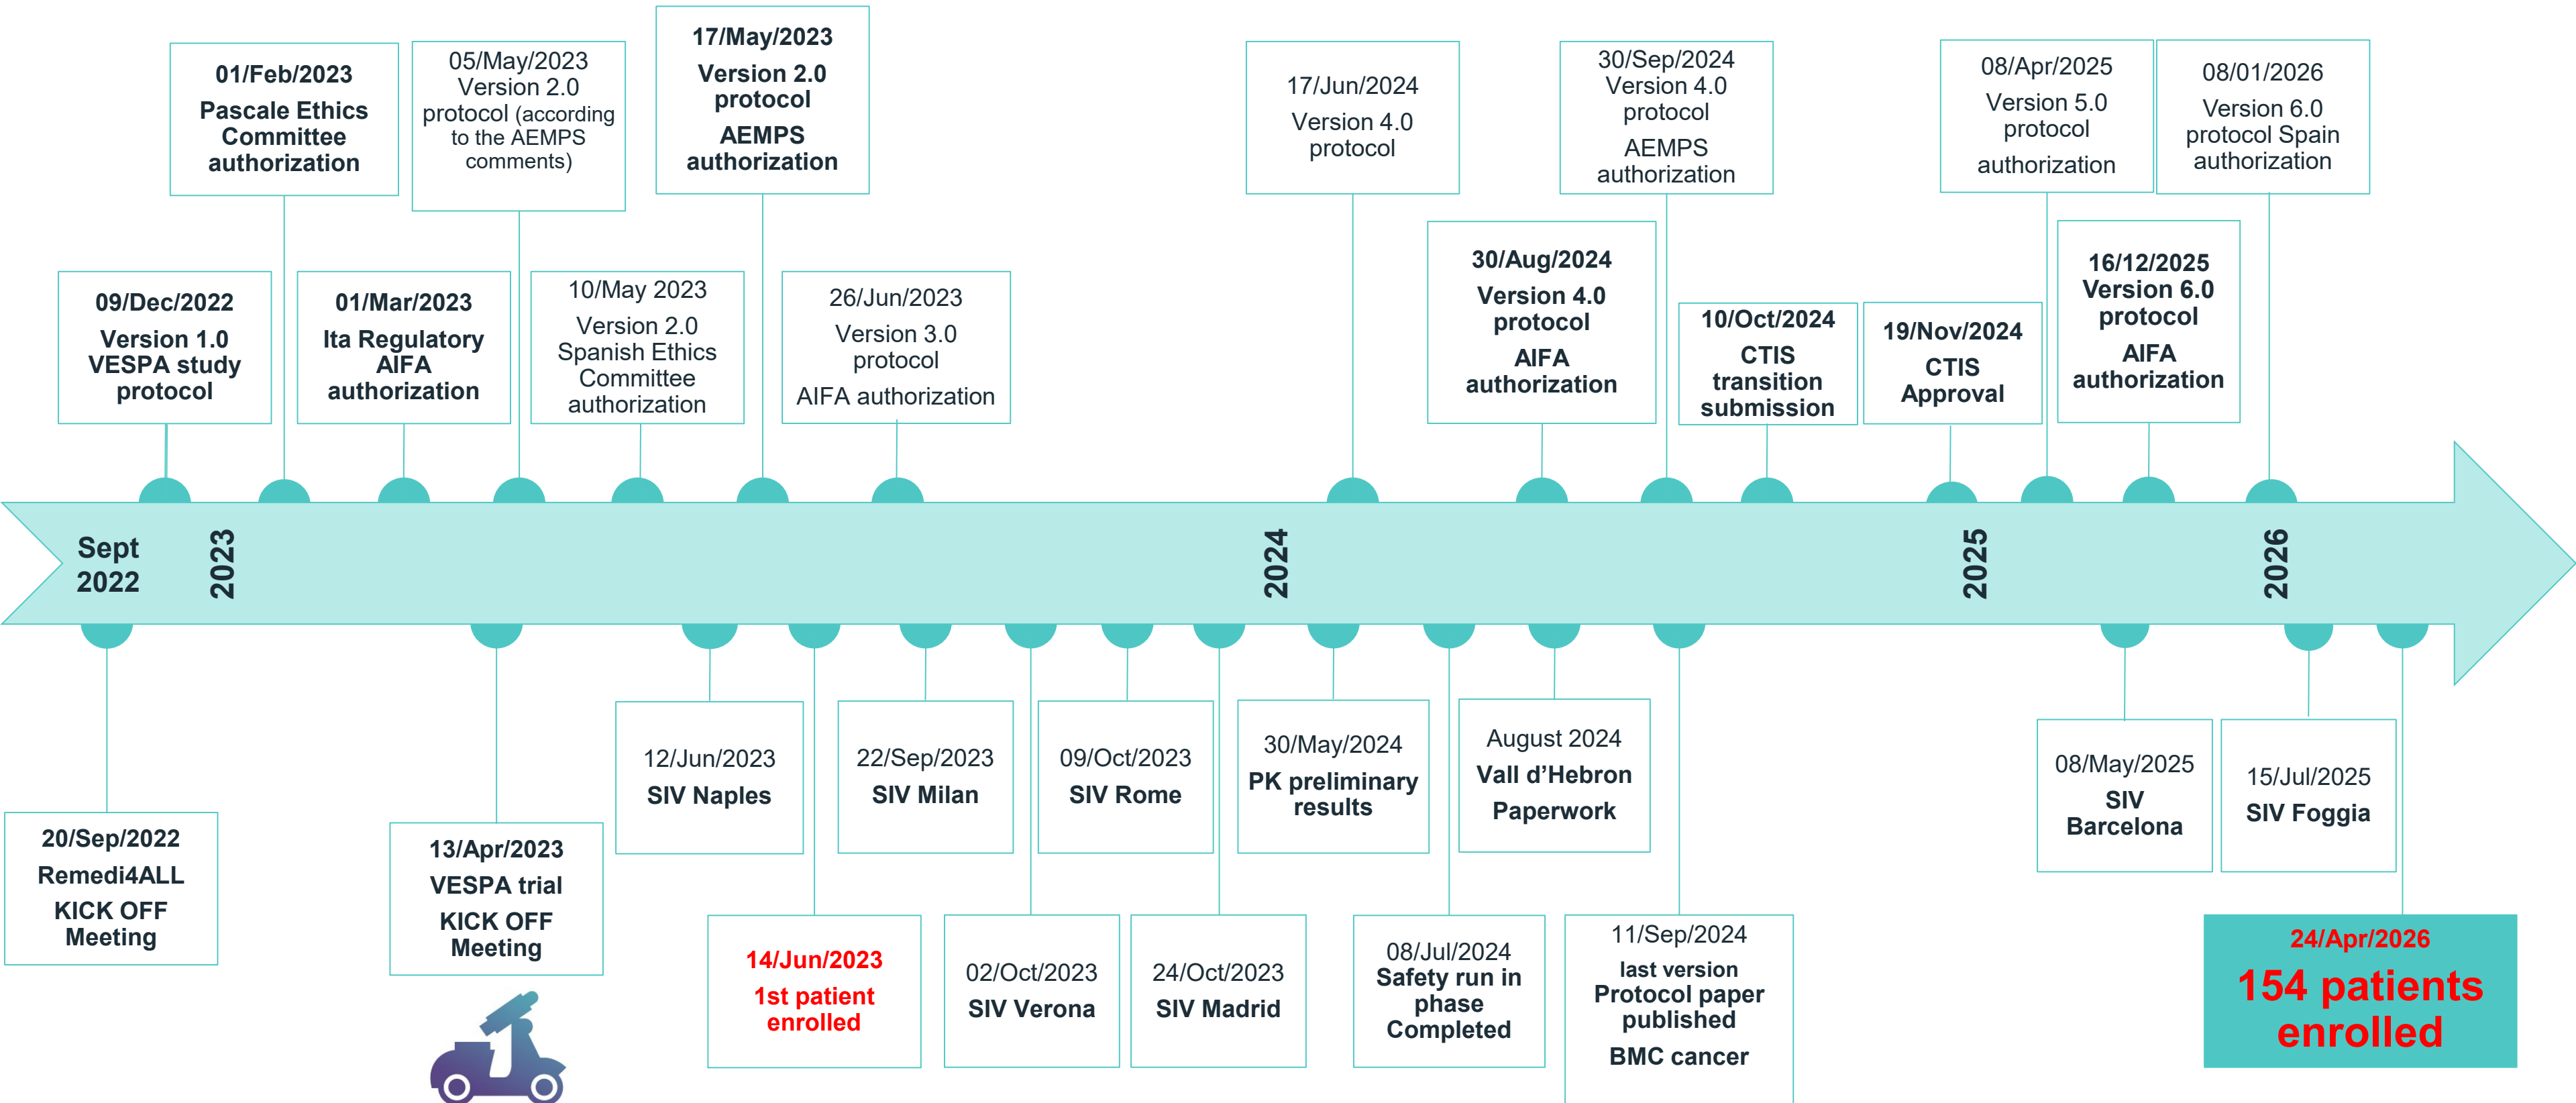 01/Feb/2023
Pascale Ethics
Committee
authorization
05/May/2023
Version 2.0
protocol (according
to the AEMPS
comments)
17/May/2023
Version 2.0
protocol
AEMPS
authorization
17/Jun/2024
Version 4.0
protocol
30/Sep/2024
Version 4.0
protocol
AEMPS
authorization
08/Apr/2025
Version 5.0
protocol
authorization
08/01/2026
Version 6.0
protocol Spain
authorization
09/Dec/2022
Version 1.0
VESPA study
protocol
01/Mar/2023
Ita Regulatory
AIFA
authorization
10/May 2023
Version 2.0
Spanish Ethics
Committee
authorization
26/Jun/2023
Version 3.0
protocol
AIFA authorization
30/Aug/2024
Version 4.0
protocol
AIFA
authorization
10/Oct/2024
CTIS
transition
submission
19/Nov/2024
CTIS
Approval
16/12/2025
Version 6.0
protocol
AIFA
authorization
Sept
2022
2023
2024
2025
2026
20/Sep/2022
Remedi4ALL
KICK OFF
Meeting
13/Apr/2023
VESPA trial
KICK OFF
Meeting
12/Jun/2023
SIV Naples
14/Jun/2023
1st patient
enrolled
22/Sep/2023
SIV Milan
02/Oct/2023
SIV Verona
09/Oct/2023
SIV Rome
24/Oct/2023
SIV Madrid
30/May/2024
PK preliminary
results
08/Jul/2024
Safety run in
phase
Completed
August 2024
Vall d’Hebron
Paperwork
11/Sep/2024
last version
Protocol paper
published
BMC cancer
08/May/2025
SIV
Barcelona
15/Jul/2025
SIV Foggia
24/Apr/2026
154 patients
enrolled